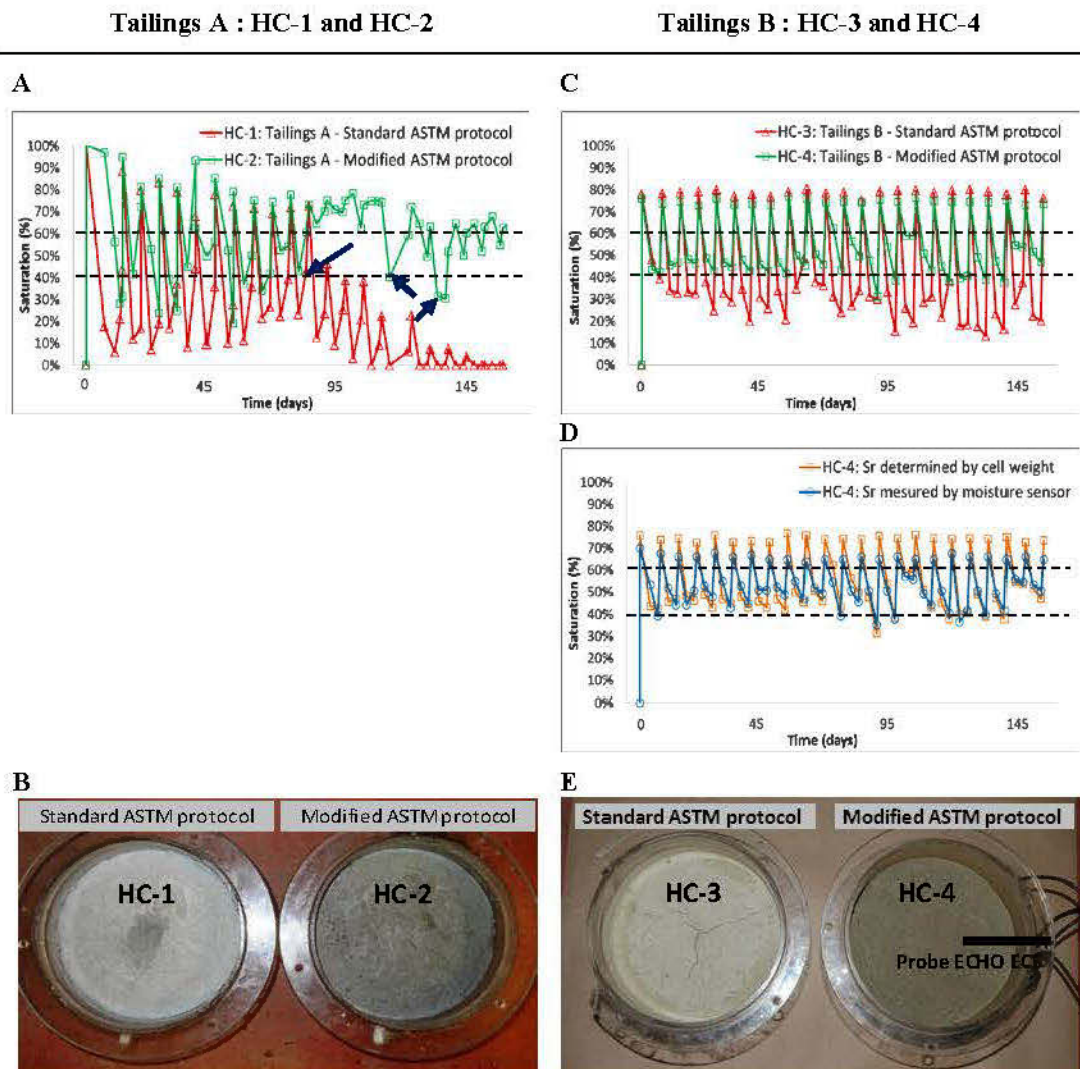 Tailings A : HC-1 and HC-2
Tailings B : HC-3 and HC-4
A
HC-1: Tailings A - Standard ASTM protocol
HC-2: Tailings A - Modified ASTM protocol
100%
90%
80%
70%
60%
50%
40%
30%
20%
10%
0%
Saturation (%)
0
45
95
145
Time (days)
C
HC-3: Tailings B - Standard ASTM protocol
HC-4: Tailings B - Modified ASTM protocol
100%
90%
80%
70%
60%
50%
40%
30%
20%
10%
0%
Saturation (%)
0
45
95
145
Time (days)
D
HC-4: Sr determined by cell weight
HC-4: Sr mesured by moisture sensor
100%
90%
80%
70%
60%
50%
40%
30%
20%
10%
0%
Saturation (%)
0
45
95
145
Time (days)
B
Standard ASTM protocol
Modified ASTM protocol
HC-1
HC-2
E
Standard ASTM protocol
Modified ASTM protocol
HC-3
HC-4
Probe ECHO